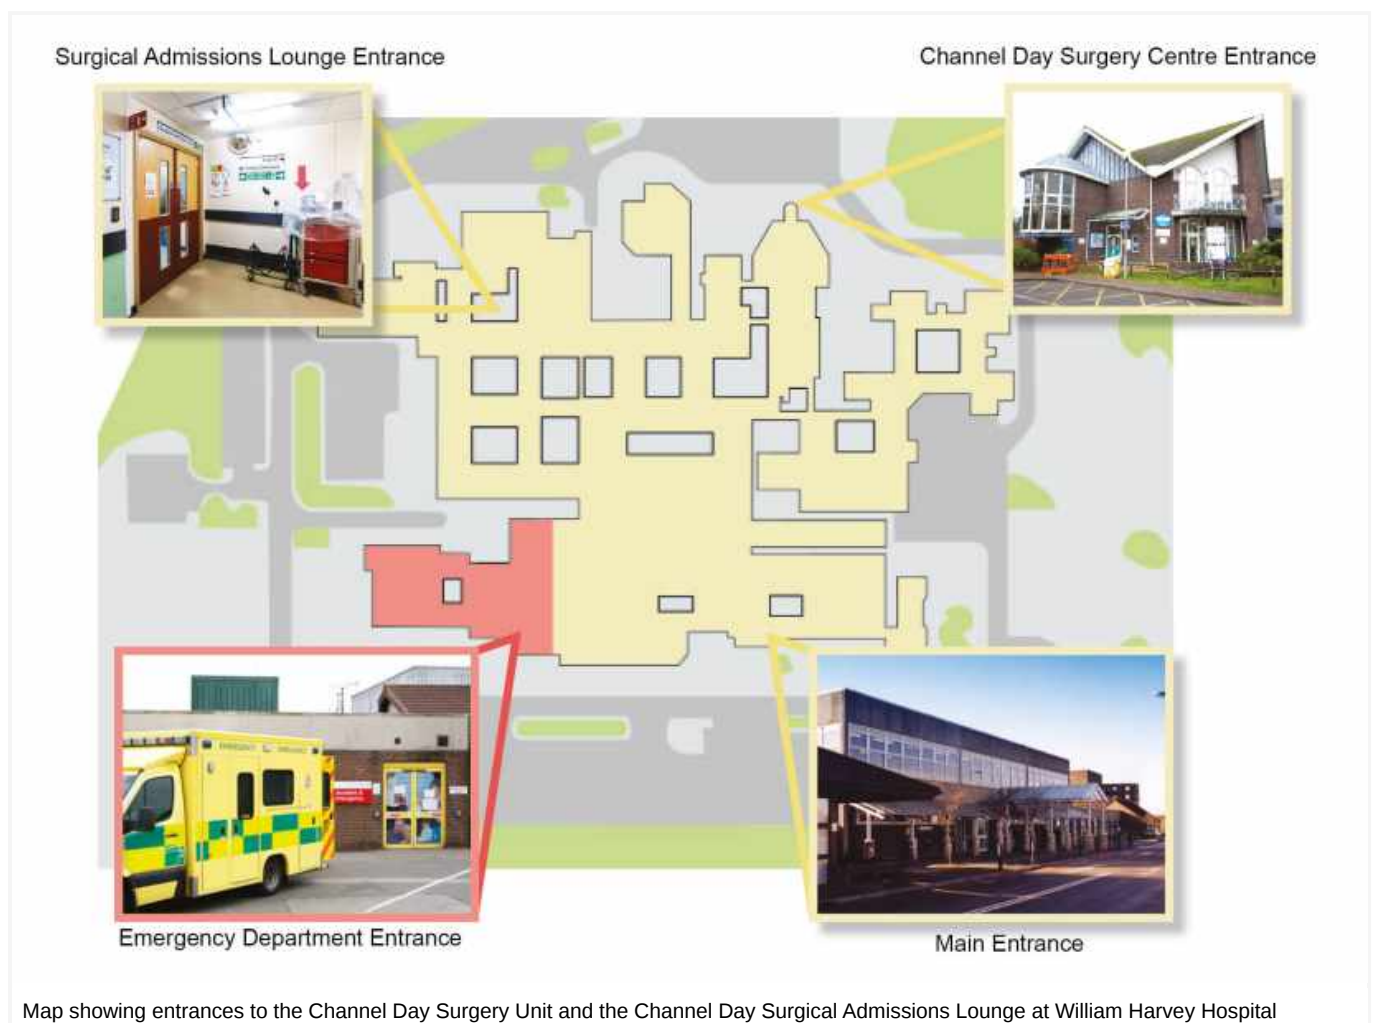 Surgical Admissions Lounge Entrance
Channel Day Surgery Centre Entrance
Emergency Department Entrance
Main Entrance
Map showing entrances to the Channel Day Surgery Unit and the Channel Day Surgical Admissions Lounge at William Harvey Hospital